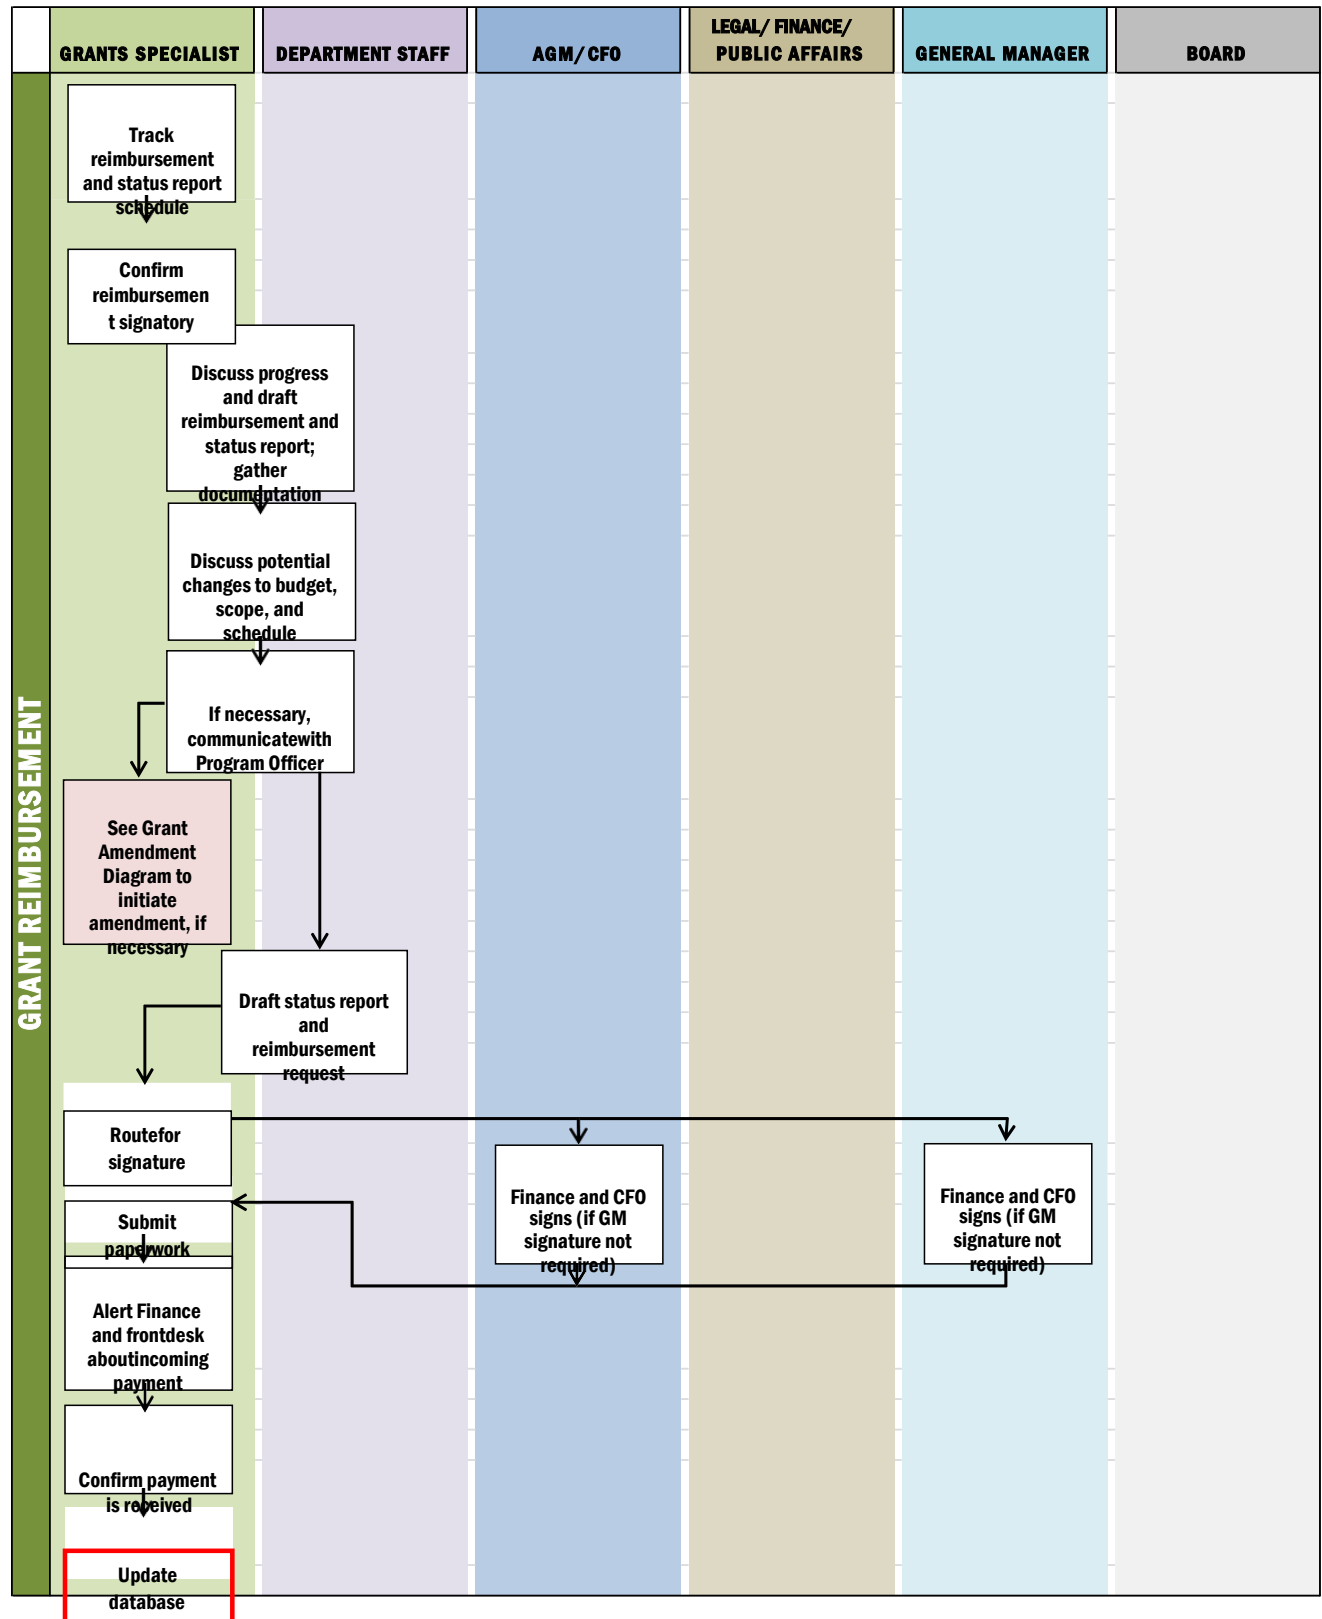 GRANTS SPECIALIST
DEPARTMENT STAFF
AGM/ CFO
LEGAL/ FINANCE/
PUBLIC AFFAIRS
GENERAL MANAGER
BOARD
GRANT REIMBURSEMENT
Track
reimbursement
and status report
schedule
Confirm
reimbursemen
t signatory
Discuss progress
and draft
reimbursement and
status report;
gather
documentation
Discuss potential
changes to budget,
scope, and
schedule
If necessary,
communicatewith
Program Officer
See Grant
Amendment
Diagram to
initiate
amendment, if
necessary
Draft status report
and
reimbursement
request
Routefor
signature
Finance and CFO
signs (if GM
signature not
required)
Finance and CFO
signs (if GM
signature not
required)
Submit
paperwork
Alert Finance
and frontdesk
aboutincoming
payment
Confirm payment
is received
Update
database